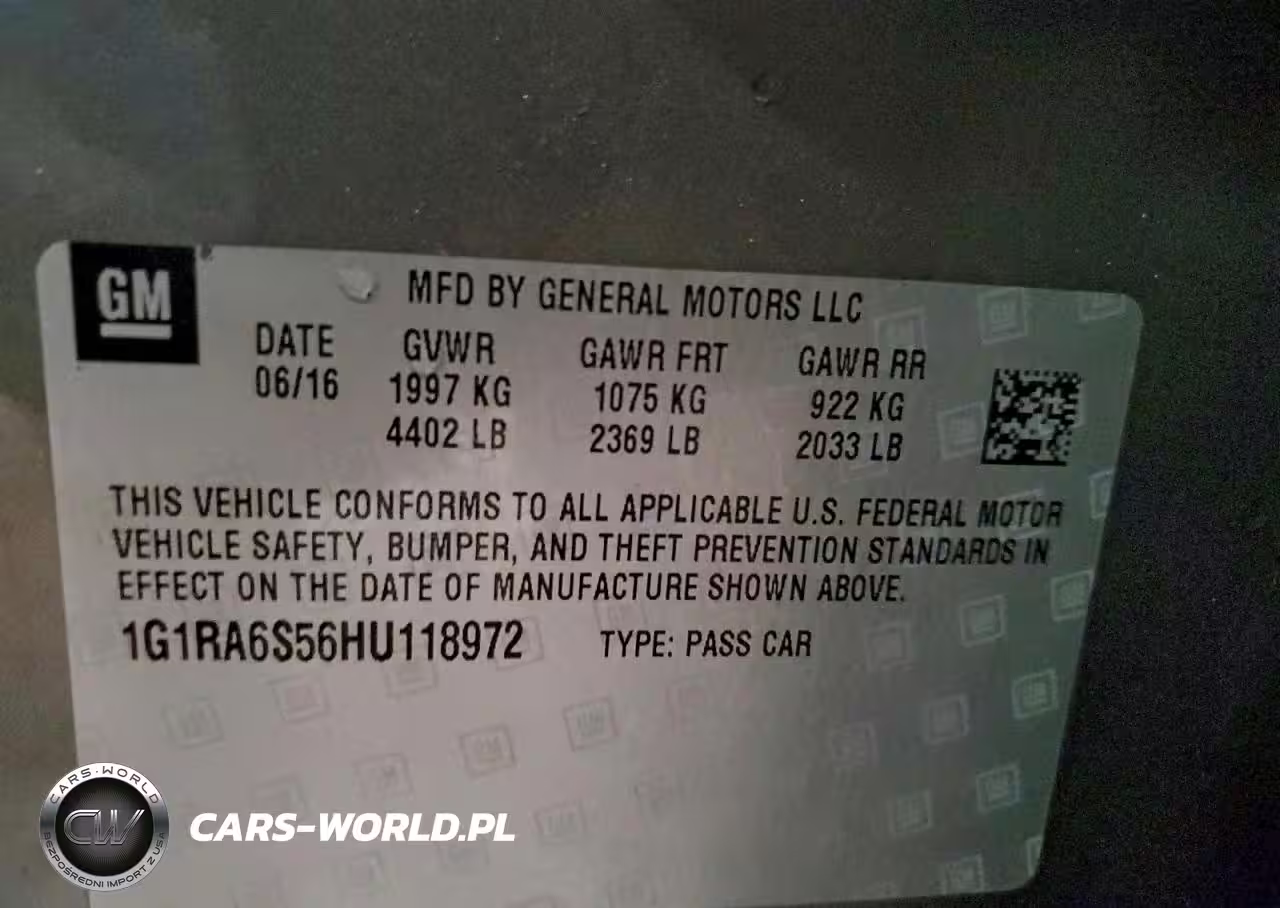 GM
MFD BY GENERAL MOTORS LLC
DATE GVWR GAWR FRT GAWR RR
06/16 1997 KG 1075 KG 922 KG
4402 LB 2369 LB 2033 LB
THIS VEHICLE CONFORMS TO ALL APPLICABLE U.S. FEDERAL MOTOR
VEHICLE SAFETY, BUMPER, AND THEFT PREVENTION STANDARDS IN
EFFECT ON THE DATE OF MANUFACTURE SHOWN ABOVE.
1G1RA6S56HU118972 TYPE: PASS CAR
CARS-WORLD
CW
BEZPOŚREDNI IMPORT Z USA
CARS-WORLD.PL